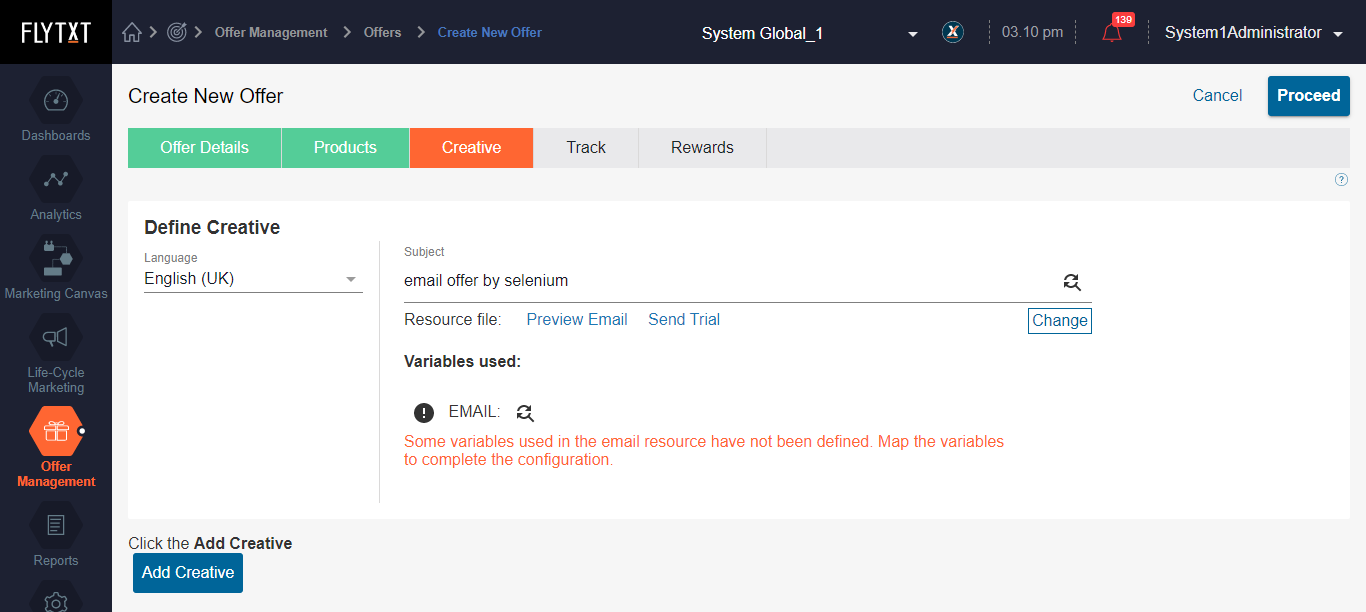 FLYTXT
Offer Management
Offers
Create New Offer
System Global_1
X
03.10 pm
139
System1Administrator
Dashboards
Analytics
Marketing Canvas
Life-Cycle
Marketing
Offer
Management
Reports
Create New Offer
Cancel
Proceed
Offer Details
Products
Creative
Track
Rewards
?
Define Creative
Language
English (UK)
Subject
email offer by selenium
Resource file:
Preview Email
Send Trial
Change
Variables used:
! EMAIL:
Some variables used in the email resource have not been defined. Map the variables
to complete the configuration.
Click the Add Creative
Add Creative